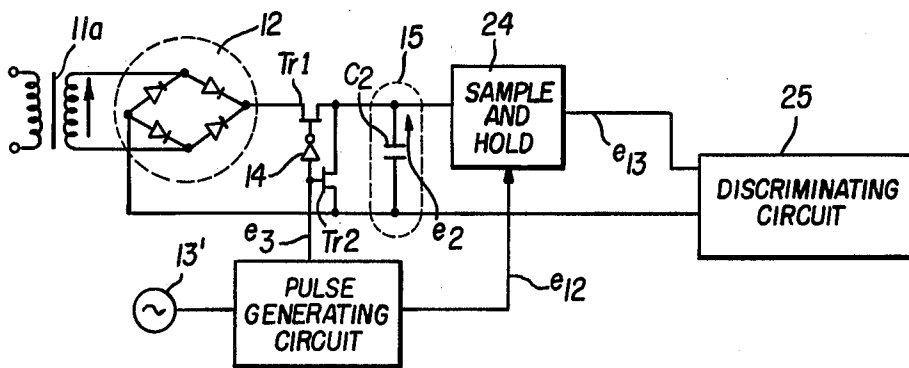 11a
12
Tr1
14
Tr2
15
C2
e2
24
SAMPLE
AND
HOLD
e13
25
DISCRIMINATING
CIRCUIT
e3
13'
PULSE
GENERATING
CIRCUIT
e12